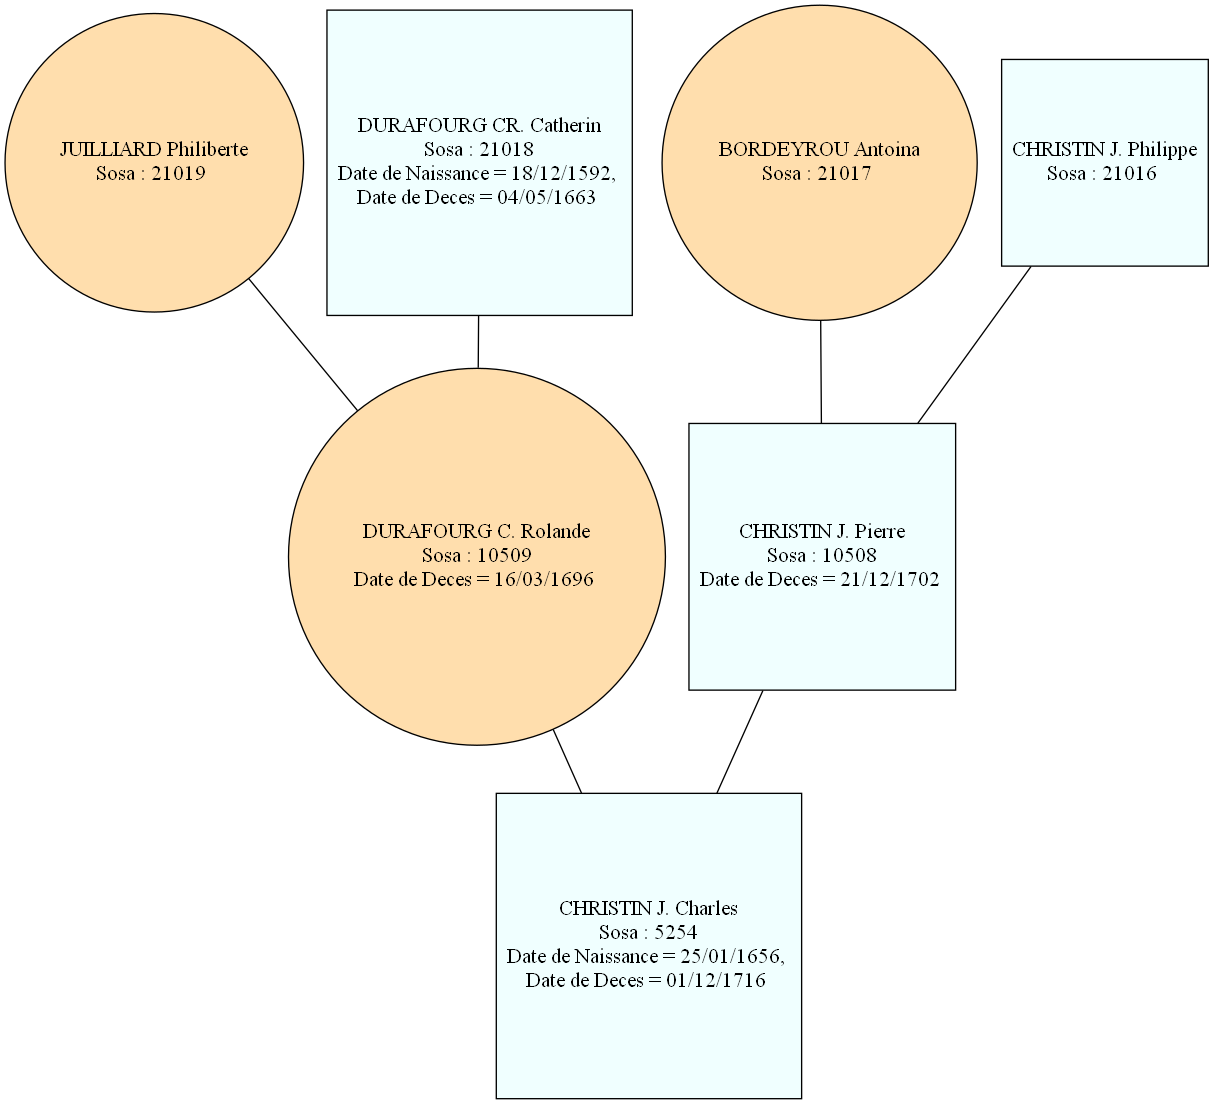 JUILLIARD Philiberte
Sosa : 21019
DURAFOURG CR. Catherin
Sosa : 21018
Date de Naissance = 18/12/1592,
Date de Deces = 04/05/1663
BORDEYROU Antoina
Sosa : 21017
CHRISTIN J. Philippe
Sosa : 21016
DURAFOURG C. Rolande
Sosa : 10509
Date de Deces = 16/03/1696
CHRISTIN J. Pierre
Sosa : 10508
Date de Deces = 21/12/1702
CHRISTIN J. Charles
Sosa : 5254
Date de Naissance = 25/01/1656,
Date de Deces = 01/12/1716